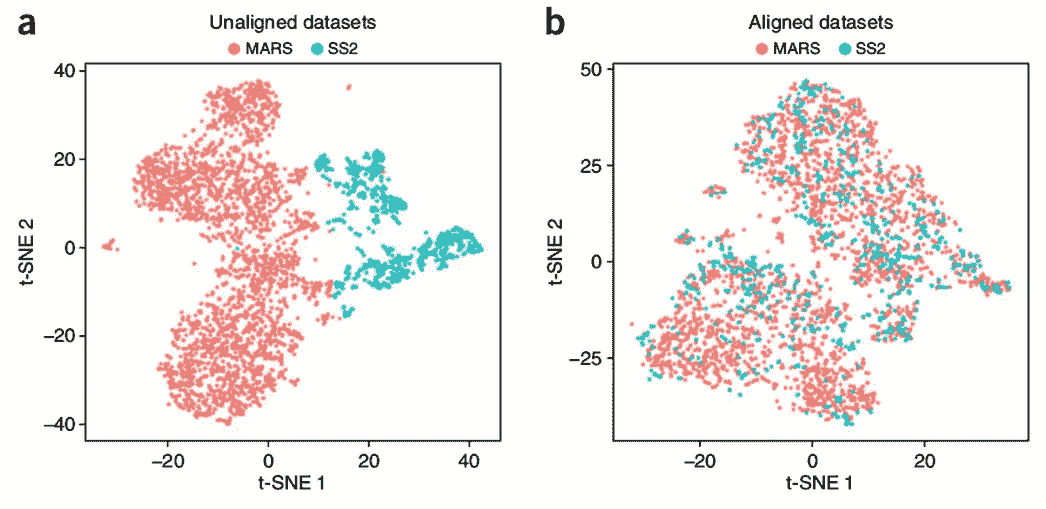 a
Unaligned datasets
MARS SS2
40
20
0
−20
−40
t-SNE 2
−20 0 20 40
t-SNE 1
b
Aligned datasets
MARS SS2
50
25
0
−25
t-SNE 2
−20 0 20
t-SNE 1